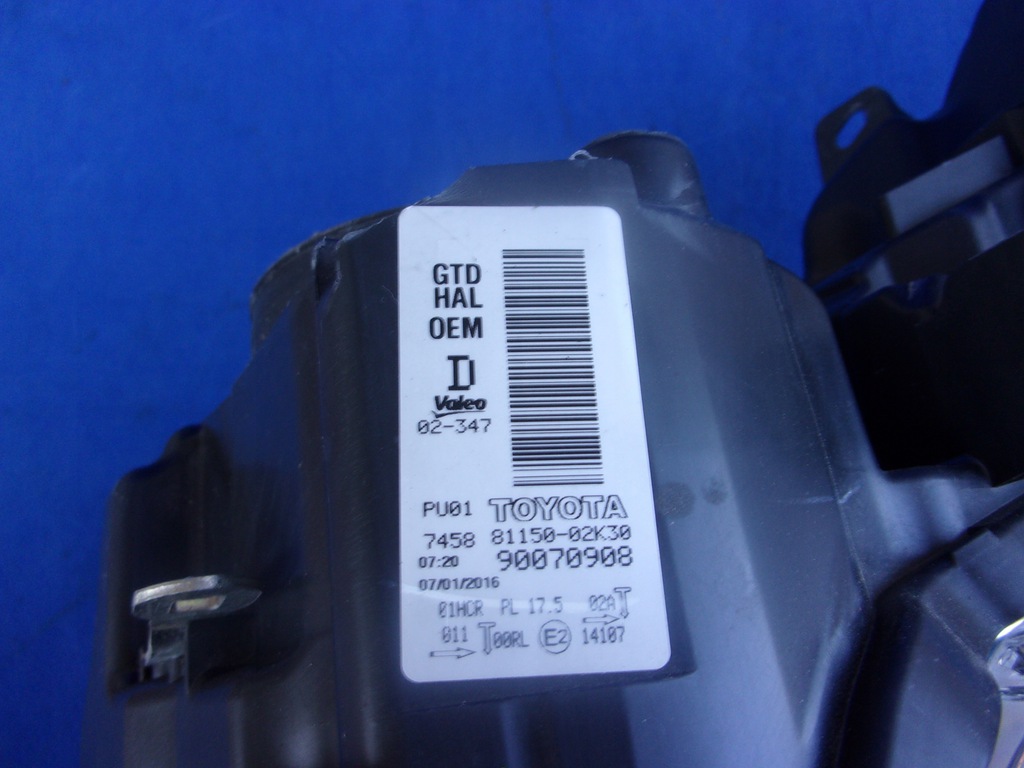 GTD
HAL
OEM
D
Valeo
02-347
PU01 TOYOTA
7458 81150-02K30
07:20 90070908
07/01/2016
01HCR PL 17.5 02A
011 00RL E2 14107